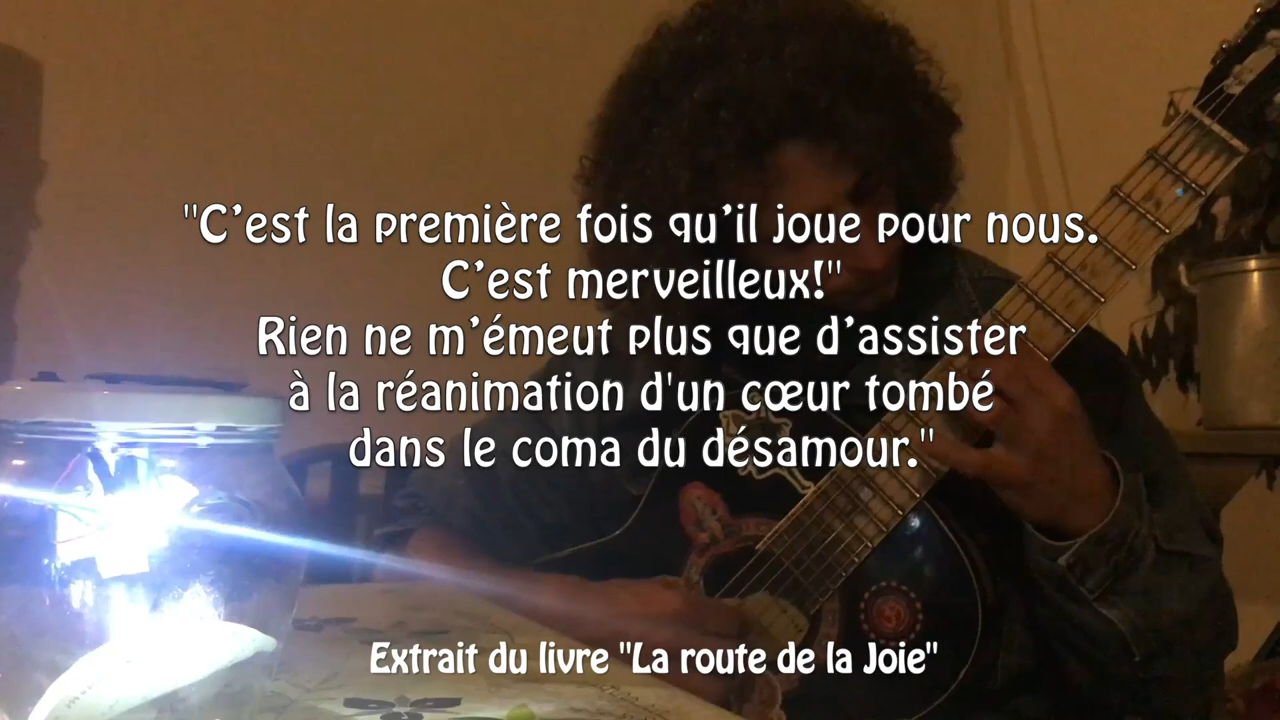 "C’est la première fois qu’il joue pour nous.
C’est merveilleux!"
Rien ne m’émeut plus que d’assister
à la réanimation d'un cœur tombé
dans le coma du désamour."
Extrait du livre "La route de la Joie"